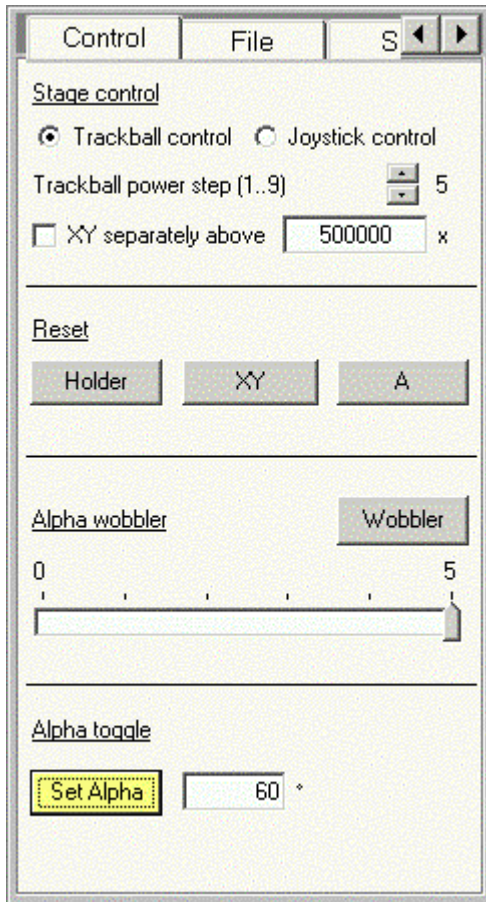 Control File S
Stage control
Trackball control Joystick control
Trackball power step (1..9) 5
XY separately above 500000 x
Reset
Holder XY A
Alpha wobbler Wobbler
0 5
Alpha toggle
Set Alpha 60 °